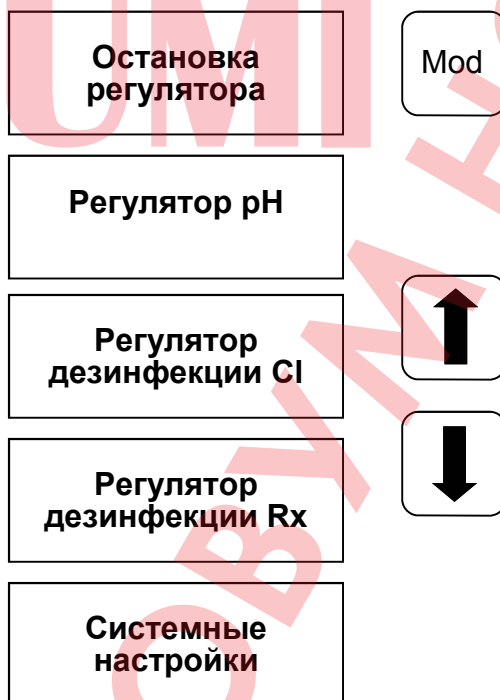 Остановка
регулятора
Mod
Регулятор pH
Регулятор
дезинфекции Cl
Регулятор
дезинфекции Rx
Системные
настройки